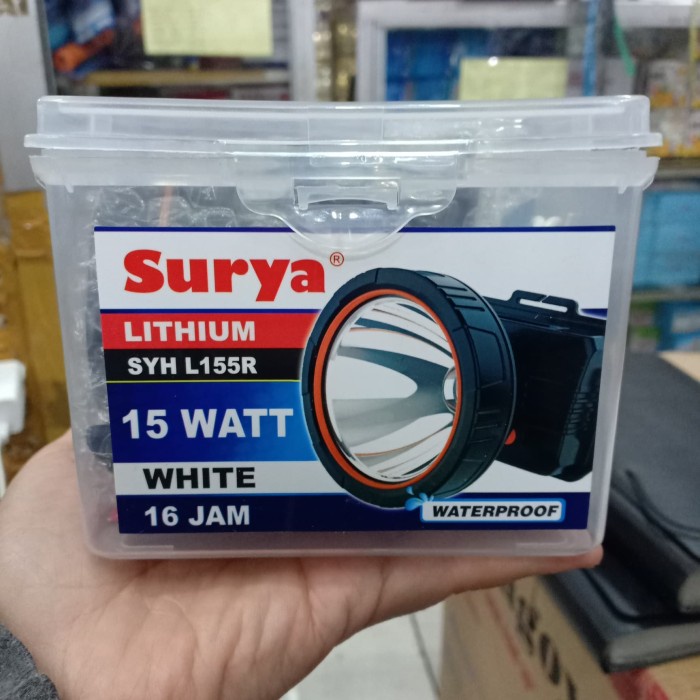 Surya®
LITHIUM
SYH L155R
15 WATT
WHITE
16 JAM
WATERPROOF